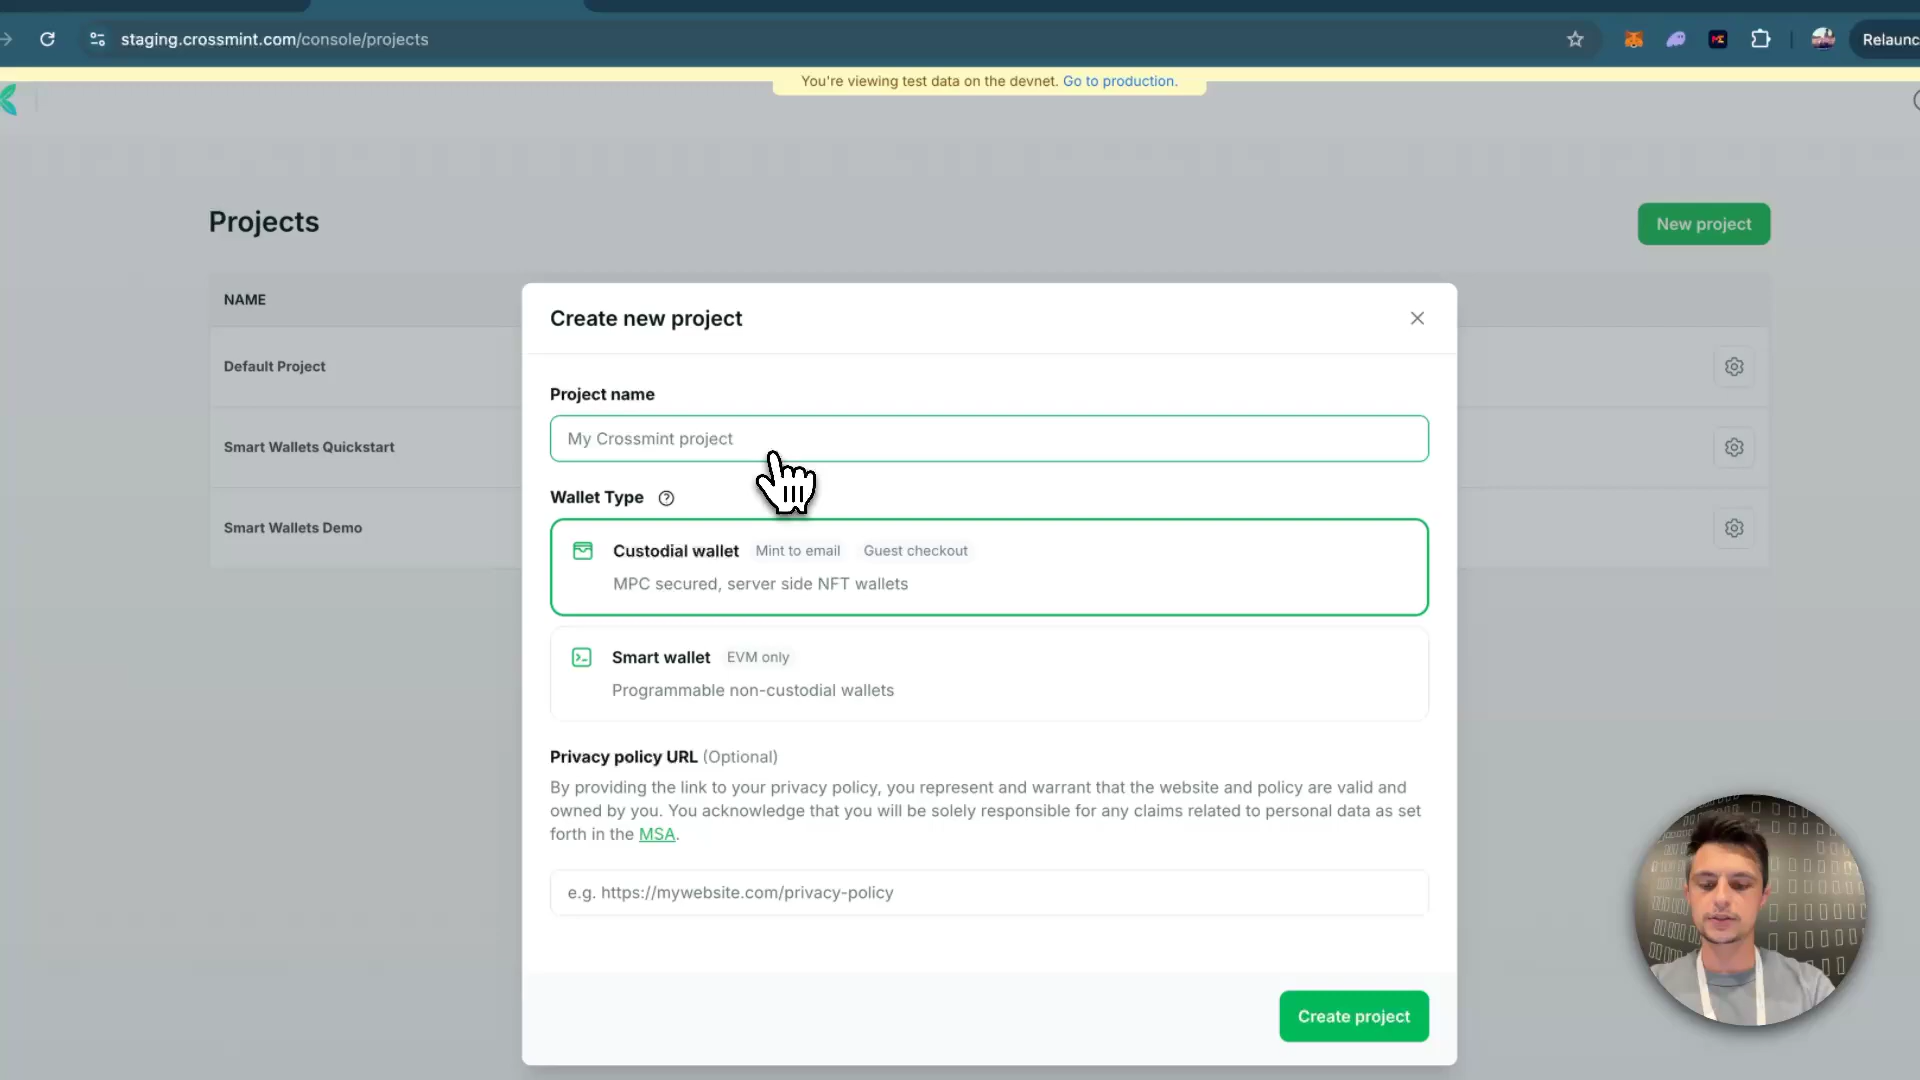 staging.crossmint.com/console/projects
You're viewing test data on the devnet. Go to production.
Projects
New project
NAME
Default Project
Smart Wallets Quickstart
Smart Wallets Demo
Create new project
Project name
My Crossmint project
Wallet Type
Custodial wallet Mint to email Guest checkout
MPC secured, server side NFT wallets
Smart wallet EVM only
Programmable non-custodial wallets
Privacy policy URL (Optional)
By providing the link to your privacy policy, you represent and warrant that the website and policy are valid and
owned by you. You acknowledge that you will be solely responsible for any claims related to personal data as set
forth in the MSA.
e.g. https://mywebsite.com/privacy-policy
Create project